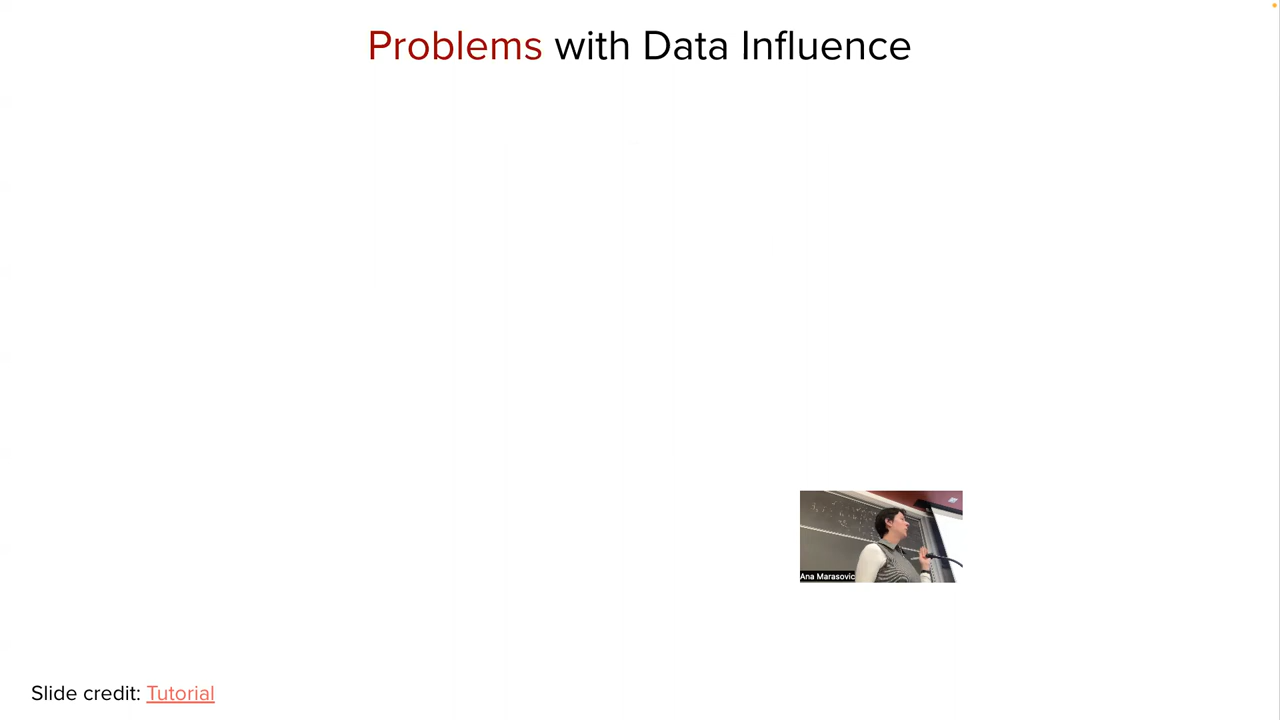 Problems with Data Influence
Ana Marasovic
Slide credit: Tutorial